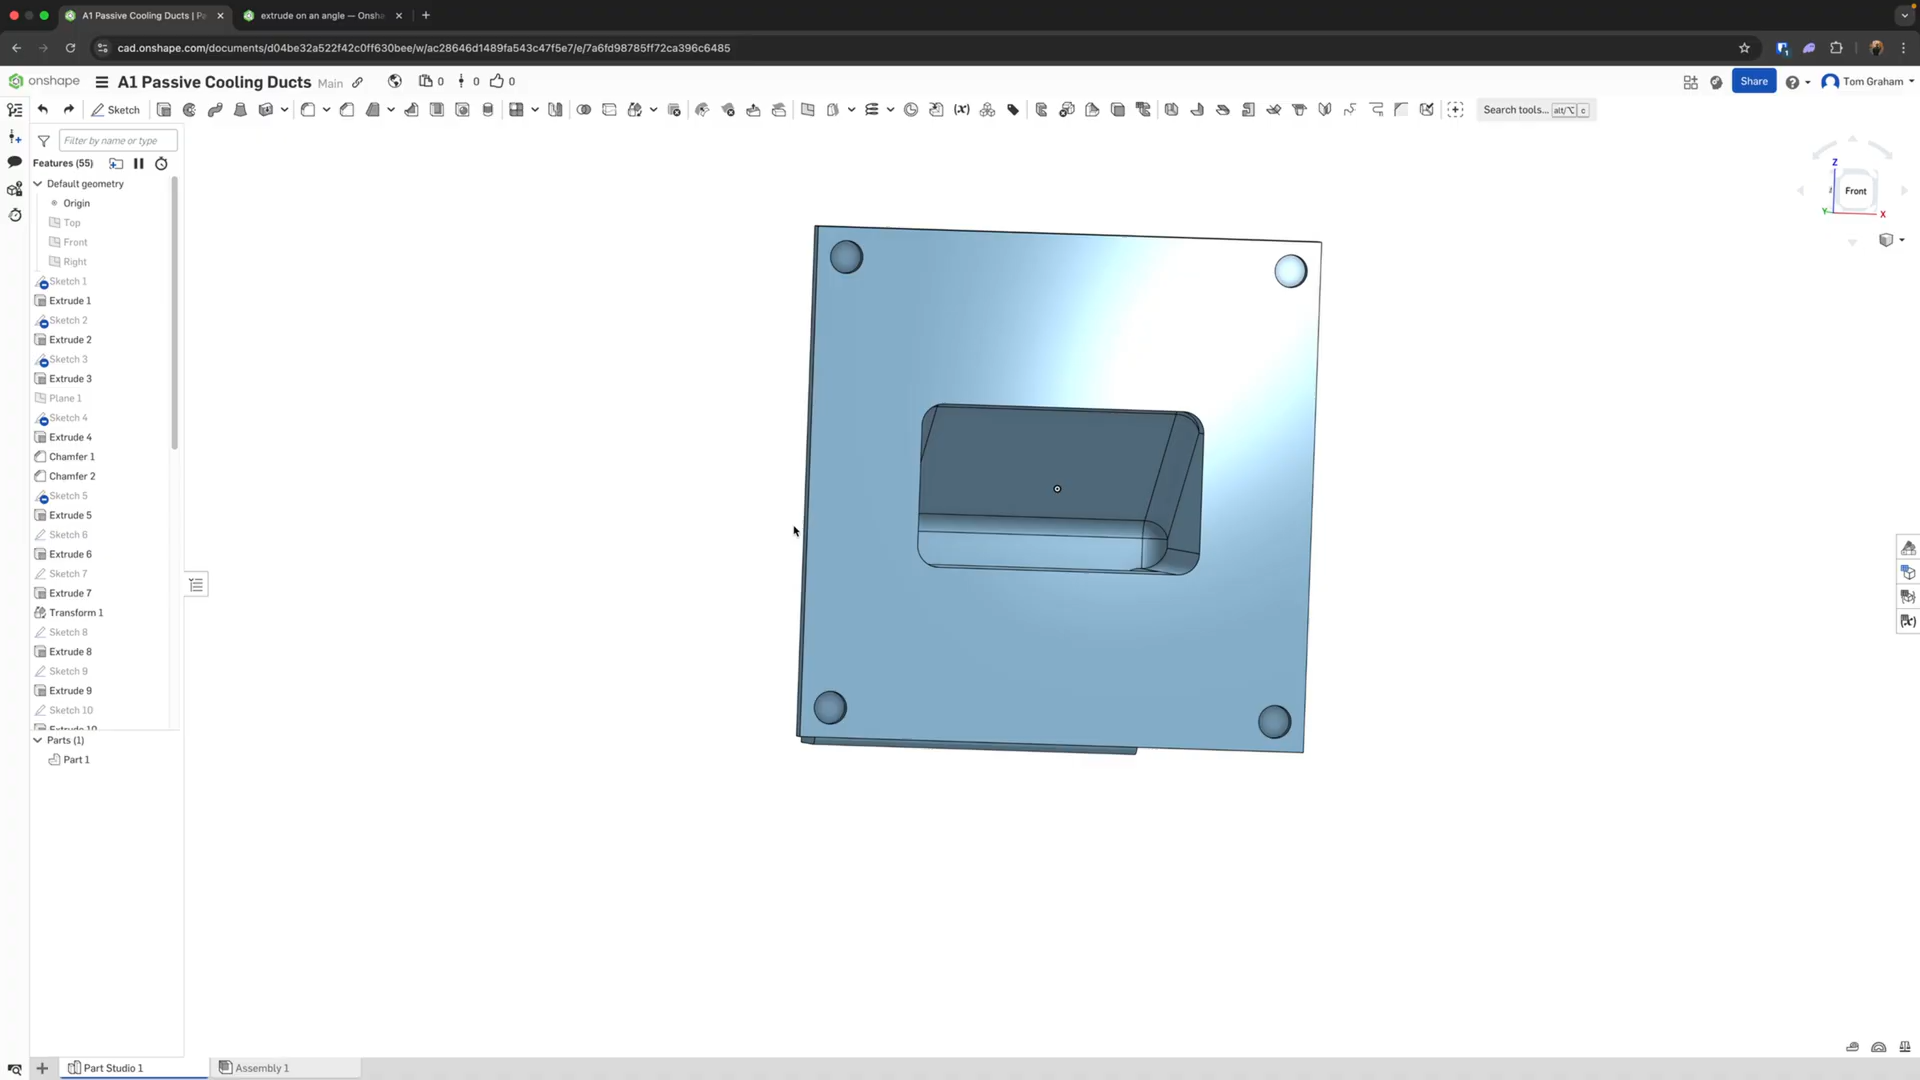 A1 Passive Cooling Ducts | Pa
extrude on an angle — Onsha
cad.onshape.com/documents/d04be32a522f42c0ff630bee/w/ac28646d1489fa543c47f5e7/e/7a6fd98785ff72ca396c6485
onshape
A1 Passive Cooling Ducts Main
0 0 0
Share
Tom Graham
Sketch
(x)
Search tools... alt/⌥ c
Filter by name or type
Features (55)
Default geometry
Origin
Top
Front
Right
Sketch 1
Extrude 1
Sketch 2
Extrude 2
Sketch 3
Extrude 3
Plane 1
Sketch 4
Extrude 4
Chamfer 1
Chamfer 2
Sketch 5
Extrude 5
Sketch 6
Extrude 6
Sketch 7
Extrude 7
Transform 1
Sketch 8
Extrude 8
Sketch 9
Extrude 9
Sketch 10
Extrude 10
Parts (1)
Part 1
Z
Front
Y
X
(x)
Part Studio 1
Assembly 1